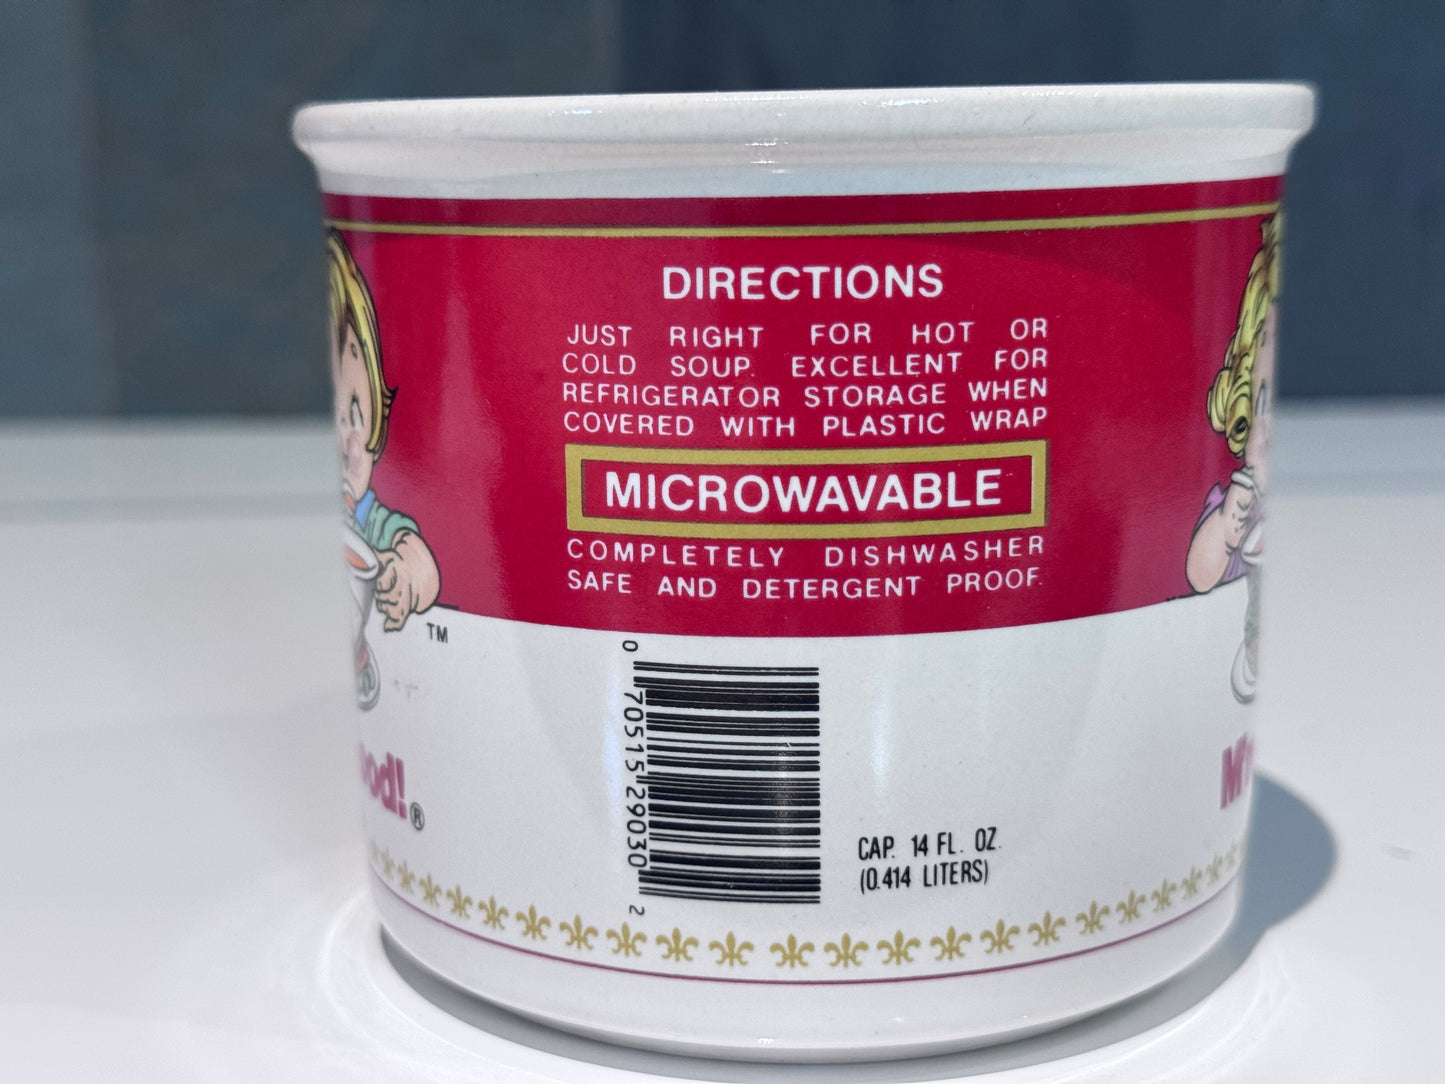 DIRECTIONS
JUST RIGHT FOR HOT OR
COLD SOUP. EXCELLENT FOR
REFRIGERATOR STORAGE WHEN
COVERED WITH PLASTIC WRAP
MICROWAVABLE
COMPLETELY DISHWASHER
SAFE AND DETERGENT PROOF.
TM
0 70515 29030 2
CAP. 14 FL. OZ.
(0.414 LITERS)
ood!®
M'